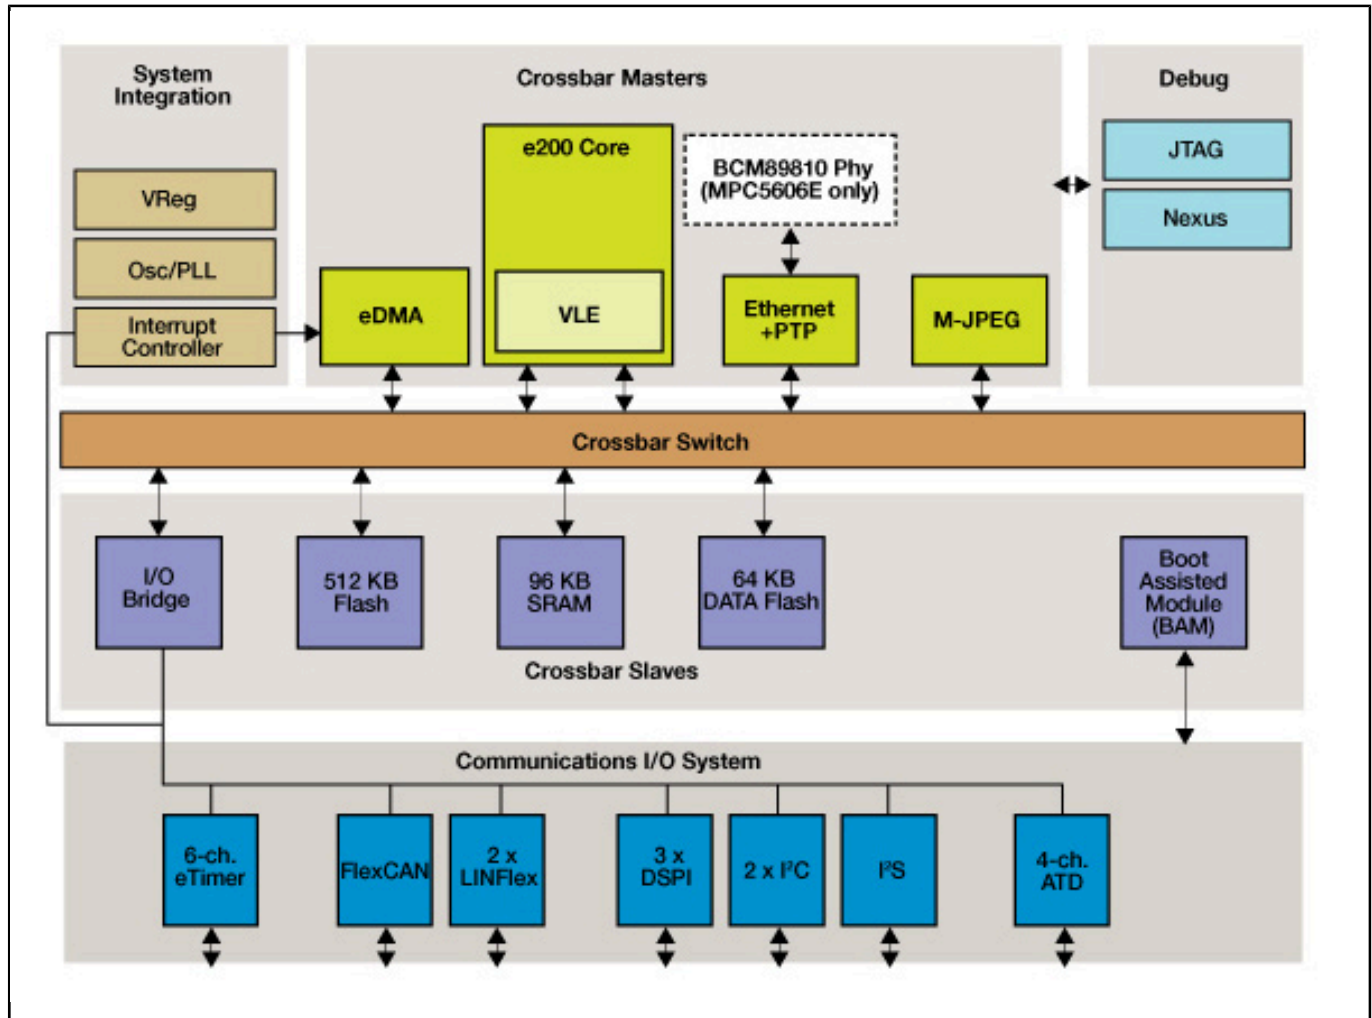 System
Integration
Crossbar Masters
Debug
e200 Core
BCM89810 Phy
(MPC5606E only)
JTAG
VReg
Nexus
Osc/PLL
eDMA
VLE
Ethernet
+PTP
M-JPEG
Interrupt
Controller
Crossbar Switch
I/O
Bridge
512 KB
Flash
96 KB
SRAM
64 KB
DATA Flash
Boot
Assisted
Module
(BAM)
Crossbar Slaves
Communications I/O System
6-ch.
eTimer
FlexCAN
2 x
LINFlex
3 x
DSPI
2 x I²C
I²S
4-ch.
ATD